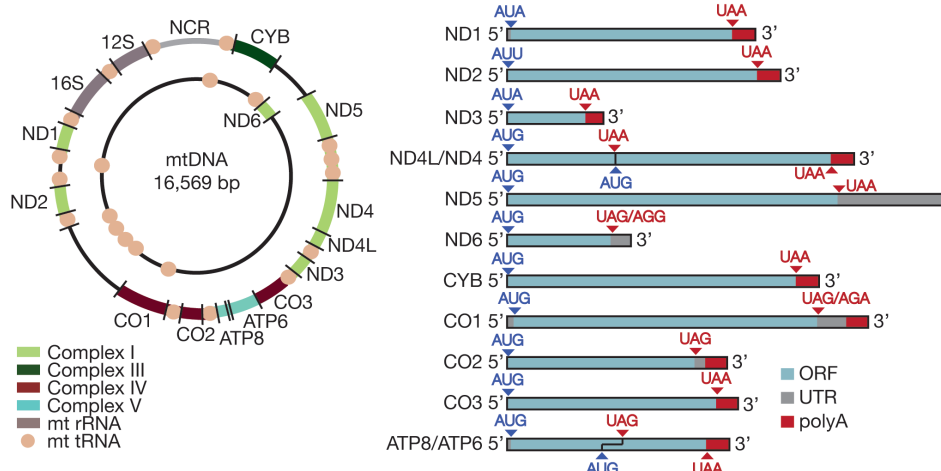 NCR
12S
CYB
16S
ND5
ND6
ND1
mtDNA
16,569 bp
ND2
ND4
ND4L
ND3
CO3
CO1
CO2
ATP6
ATP8
Complex I
Complex III
Complex IV
Complex V
mt rRNA
mt tRNA
AUA UAA
ND1 5’ 3’
AUU UAA
ND2 5’ 3’
AUA UAA
ND3 5’ 3’
AUG UAA
ND4L/ND4 5’ 3’
AUG UAA
AUG UAA
ND5 5’
AUG UAG/AGG
ND6 5’ 3’
AUG UAA
CYB 5’ 3’
AUG UAG/AGA
CO1 5’ 3’
AUG UAG
CO2 5’ 3’
AUG UAA
CO3 5’ 3’
AUG UAG
ATP8/ATP6 5’ 3’
AUG UAA
ORF
UTR
polyA